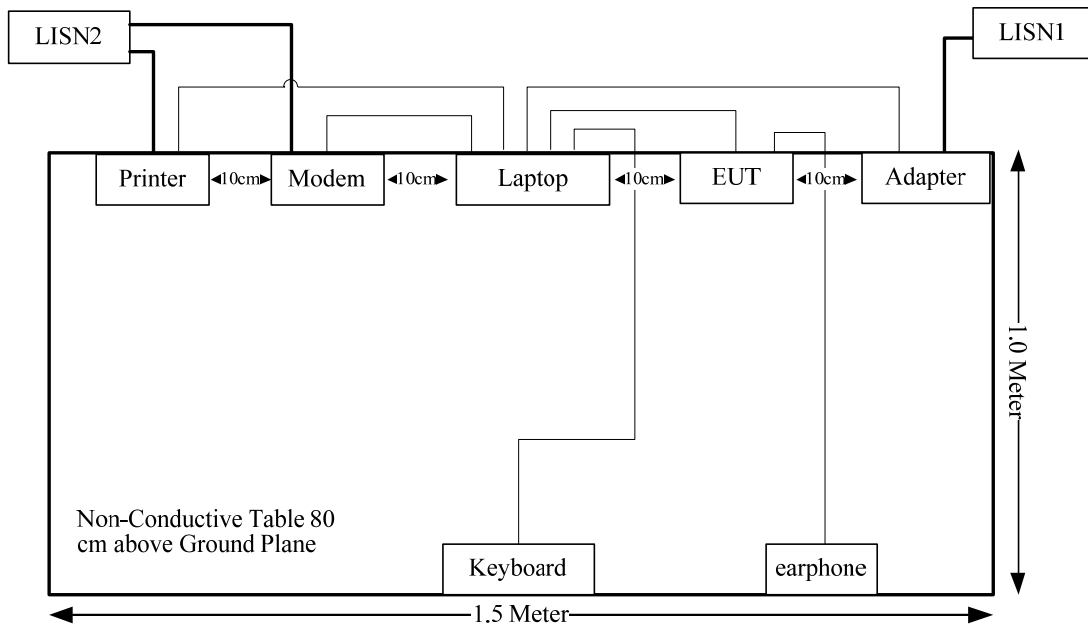 LISN2
LISN1
Printer
10cm
Modem
10cm
Laptop
10cm
EUT
10cm
Adapter
1.0 Meter
Non-Conductive Table 80
cm above Ground Plane
Keyboard
earphone
1.5 Meter